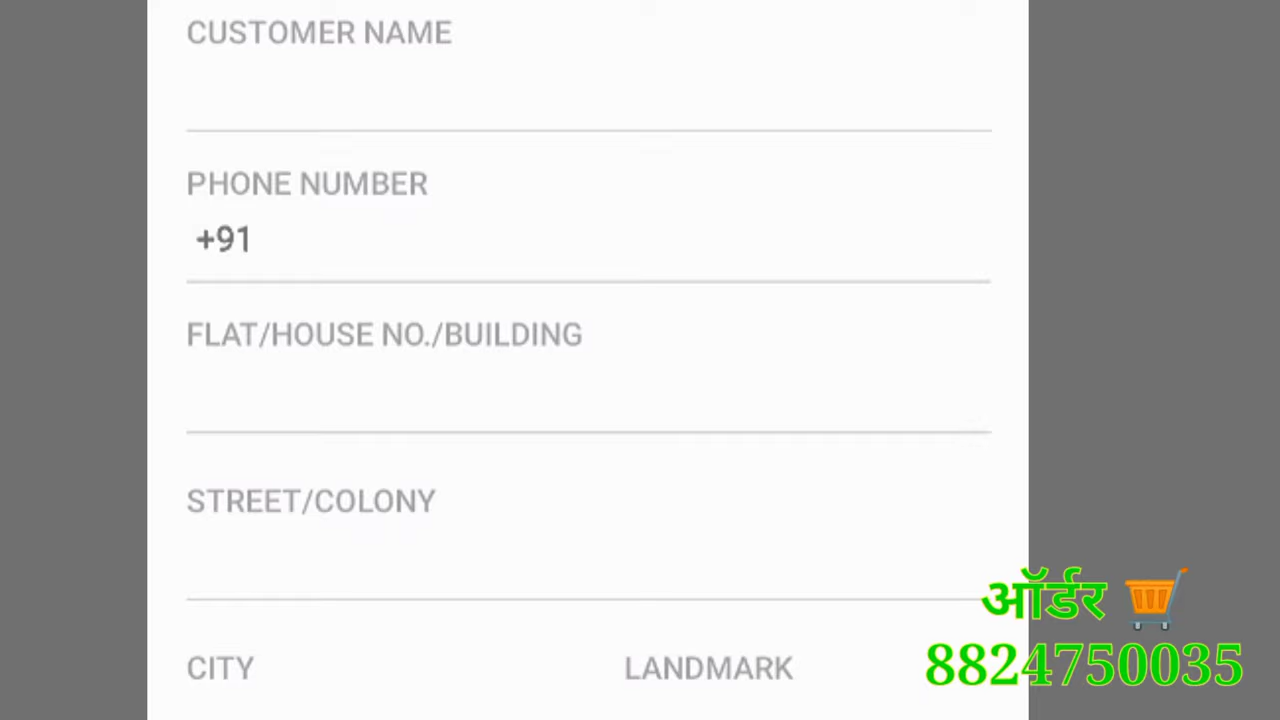 CUSTOMER NAME
PHONE NUMBER
+91
FLAT/HOUSE NO./BUILDING
STREET/COLONY
ऑर्डर 🛒
8824750035
CITY LANDMARK